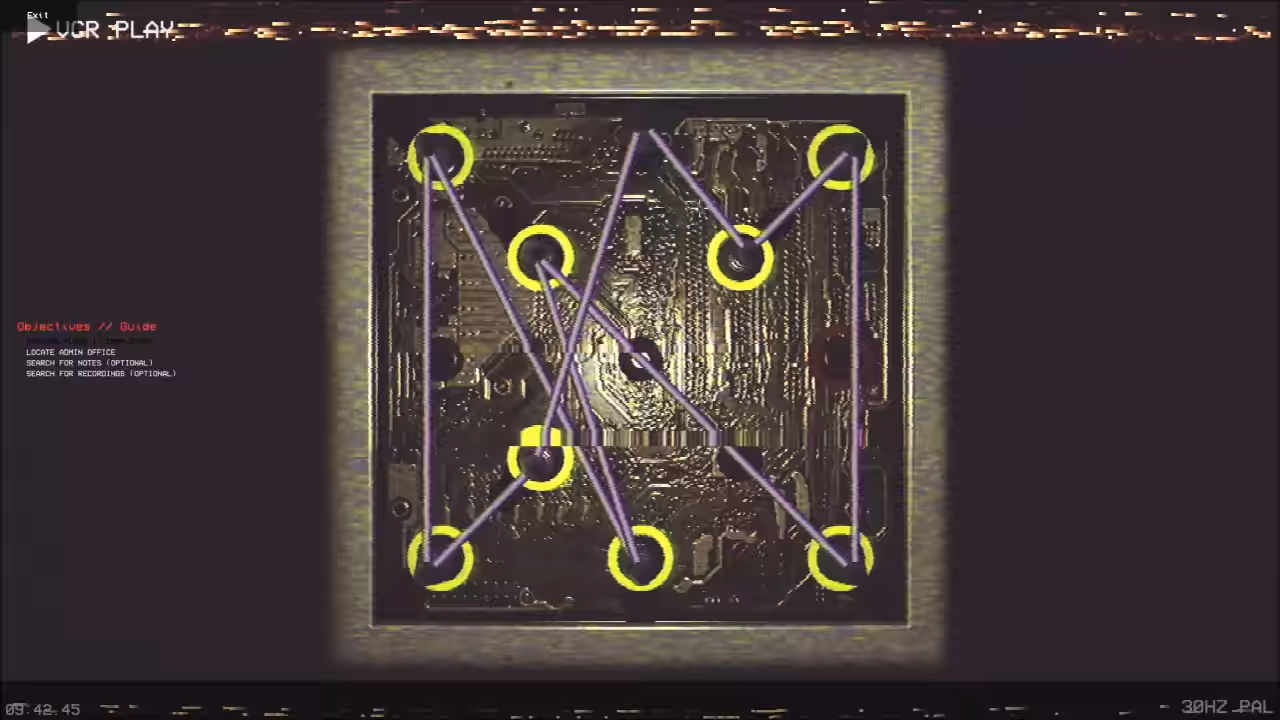 Exit
VCR PLAY
Objectives // Guide
LOCATE ADMIN OFFICE
SEARCH FOR NOTES (OPTIONAL)
SEARCH FOR RECORDINGS (OPTIONAL)
09:42.45
30HZ PAL